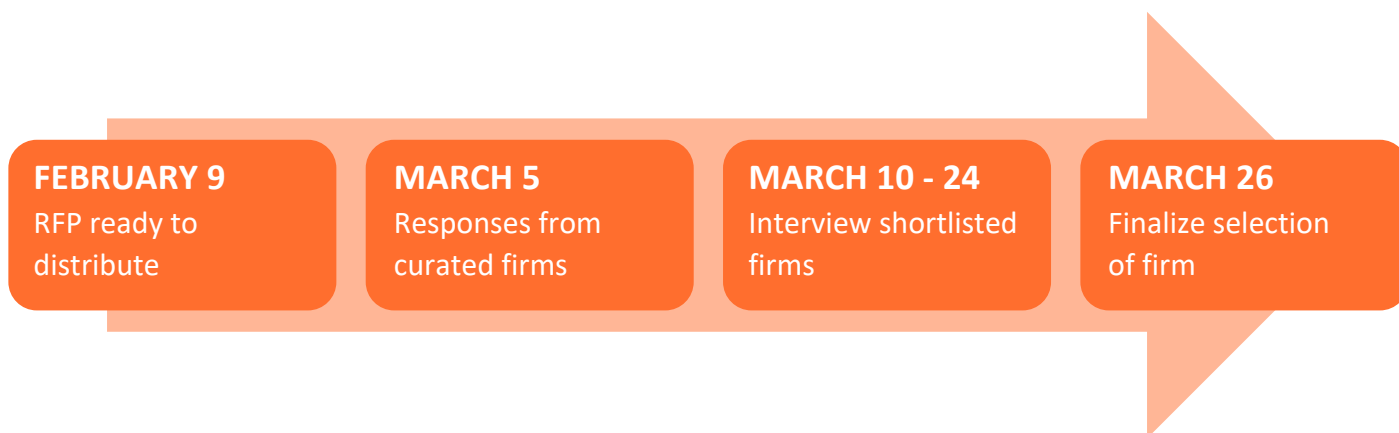 FEBRUARY 9
RFP ready to
distribute
MARCH 5
Responses from
curated firms
MARCH 10 - 24
Interview shortlisted
firms
MARCH 26
Finalize selection
of firm